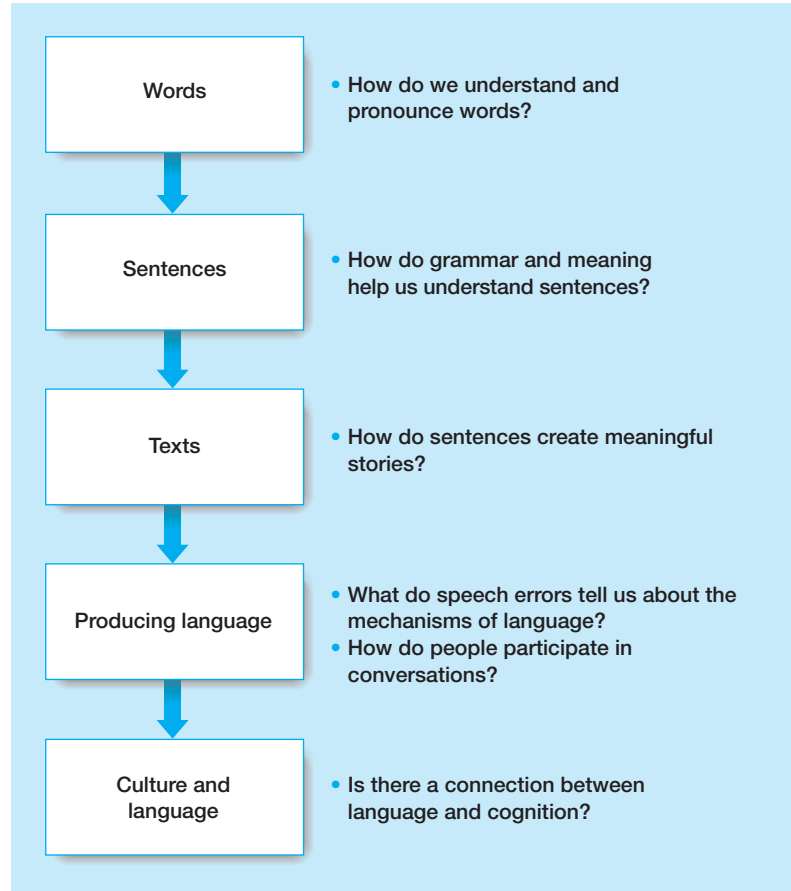 Words
• How do we understand and
pronounce words?
Sentences
• How do grammar and meaning
help us understand sentences?
Texts
• How do sentences create meaningful
stories?
Producing language
• What do speech errors tell us about the
mechanisms of language?
• How do people participate in
conversations?
Culture and
language
• Is there a connection between
language and cognition?